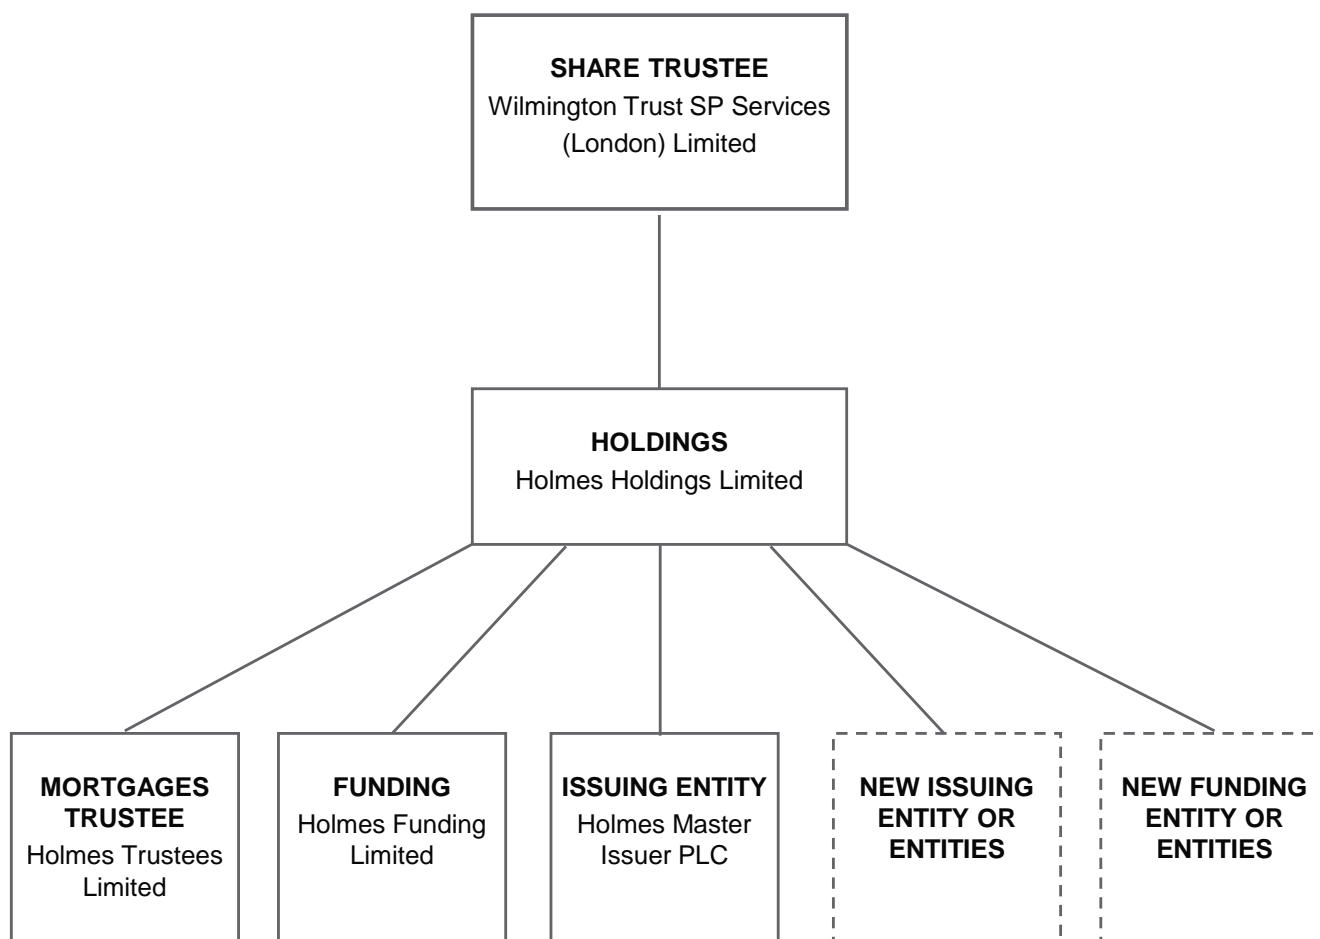 SHARE TRUSTEE
Wilmington Trust SP Services
(London) Limited
HOLDINGS
Holmes Holdings Limited
MORTGAGES
TRUSTEE
Holmes Trustees
Limited
FUNDING
Holmes Funding
Limited
ISSUING ENTITY
Holmes Master
Issuer PLC
NEW ISSUING
ENTITY OR
ENTITIES
NEW FUNDING
ENTITY OR
ENTITIES